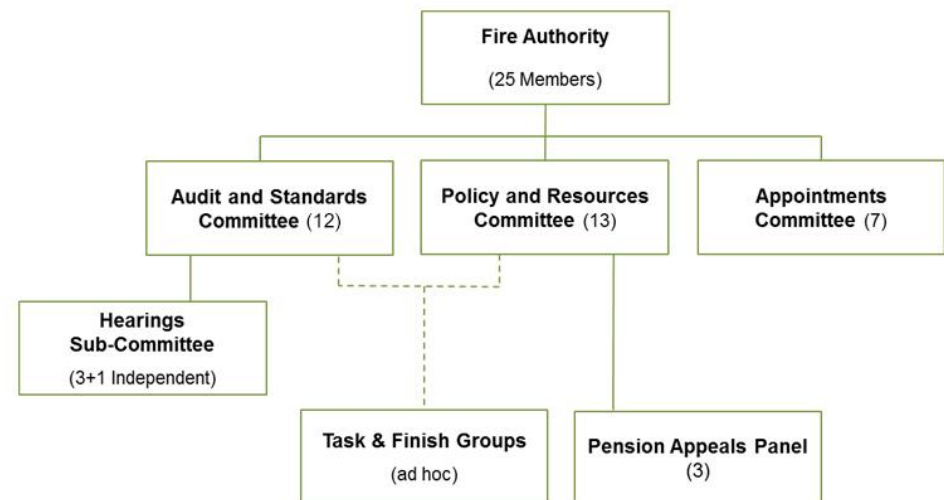 Fire Authority
(25 Members)
Audit and Standards
Committee (12)
Policy and Resources
Committee (13)
Appointments
Committee (7)
Hearings
Sub-Committee
(3+1 Independent)
Task & Finish Groups
(ad hoc)
Pension Appeals Panel
(3)